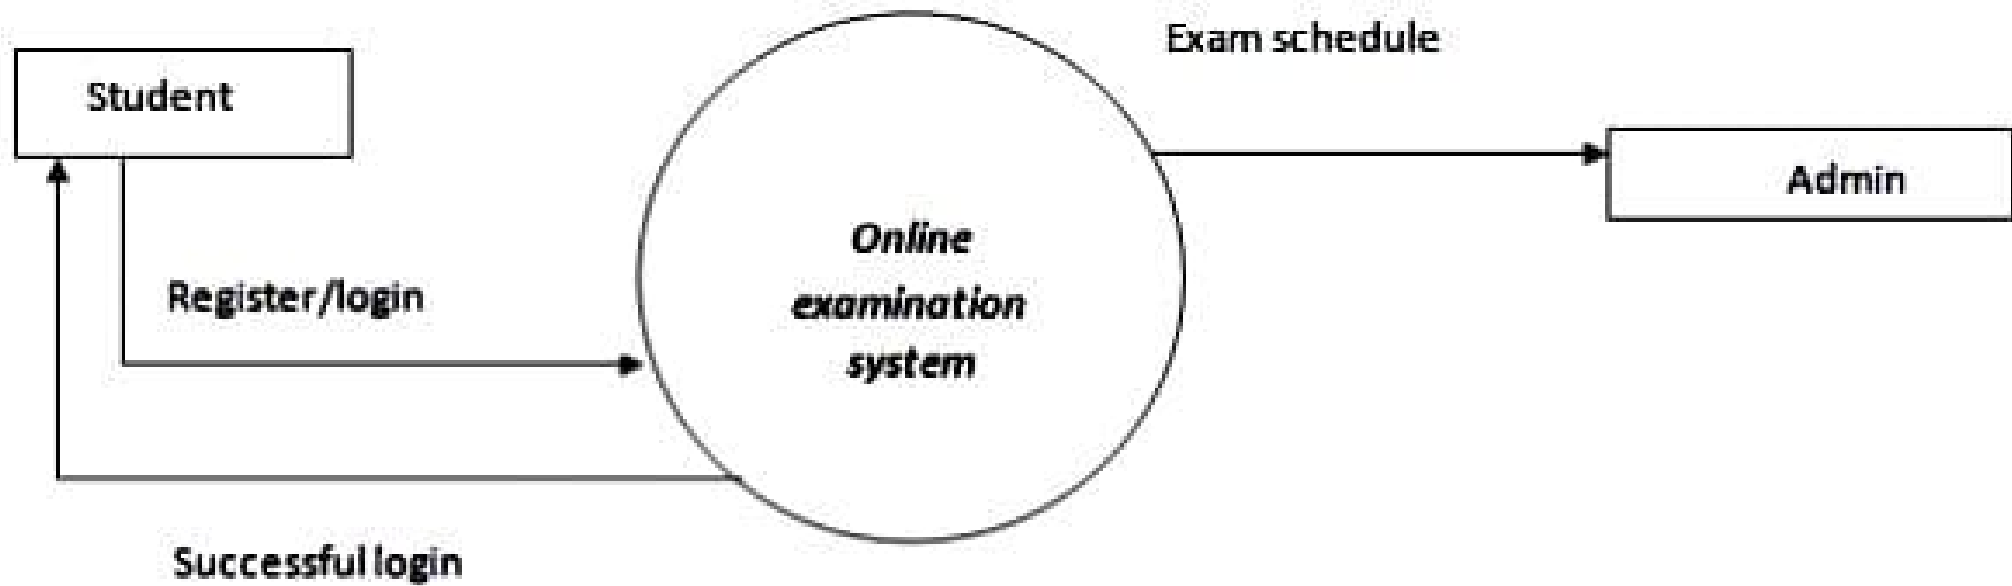 Exam schedule
Student
Admin
Register/login
Online
examination
system
Successful login